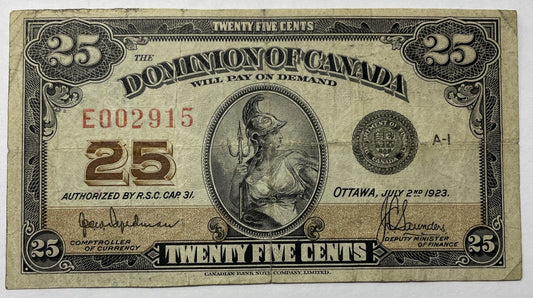 TWENTY FIVE CENTS
25 25
THE
DOMINION OF CANADA
WILL PAY ON DEMAND
E002915
A-1
25
AUTHORIZED BY R.S.C. CAP. 31.
OTTAWA, JULY 2ND 1923.
J C Saunders
COMPTROLLER
OF CURRENCY
DEPUTY MINISTER
OF FINANCE
25 TWENTY FIVE CENTS 25
CANADIAN BANK NOTE COMPANY, LIMITED.